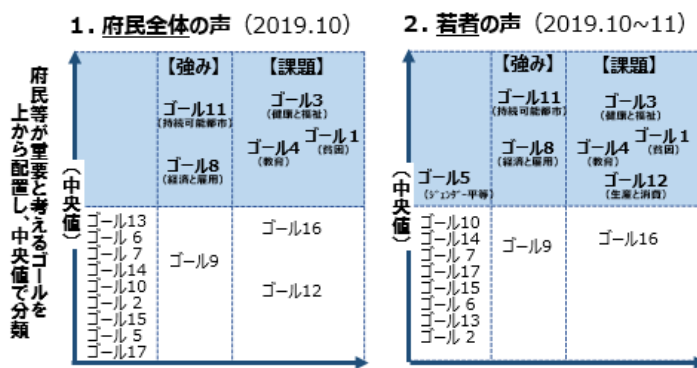 1. 府民全体の声（2019.10）
府民等が重要と考えるゴールを
上から配置し、中央値で分類
（中央値）
【強み】
【課題】
ゴール11
(持続可能都市)
ゴール8
(経済と雇用)
ゴール3
(健康と福祉)
ゴール1
(貧困)
ゴール4
(教育)
ゴール13
ゴール 6
ゴール 7
ゴール14
ゴール10
ゴール 2
ゴール15
ゴール 5
ゴール17
ゴール9
ゴール16
ゴール12
2. 若者の声（2019.10~11）
（中央値）
【強み】
【課題】
ゴール5
(ジェンダー平等)
ゴール11
(持続可能都市)
ゴール8
(経済と雇用)
ゴール3
(健康と福祉)
ゴール1
(貧困)
ゴール4
(教育)
ゴール12
(生産と消費)
ゴール10
ゴール14
ゴール 7
ゴール17
ゴール15
ゴール 6
ゴール13
ゴール 2
ゴール9
ゴール16